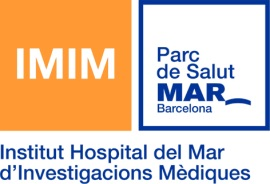 IMIM
Parc
de Salut
MAR
Barcelona
Institut Hospital del Mar
d'Investigacions Mèdiques